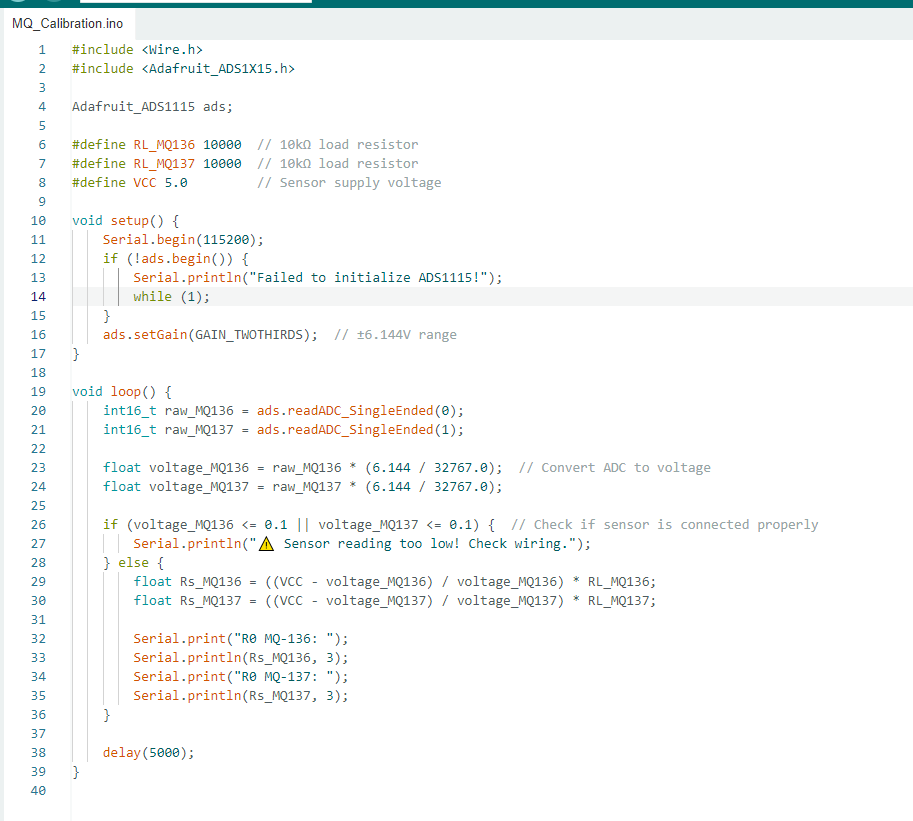 MQ_Calibration.ino
1 #include <Wire.h>
2 #include <Adafruit_ADS1X15.h>
3
4 Adafruit_ADS1115 ads;
5
6 #define RL_MQ136 10000  // 10kΩ load resistor
7 #define RL_MQ137 10000  // 10kΩ load resistor
8 #define VCC 5.0         // Sensor supply voltage
9
10 void setup() {
11     Serial.begin(115200);
12     if (!ads.begin()) {
13         Serial.println("Failed to initialize ADS1115!");
14         while (1);
15     }
16     ads.setGain(GAIN_TWOTHIRDS);  // ±6.144V range
17 }
18
19 void loop() {
20     int16_t raw_MQ136 = ads.readADC_SingleEnded(0);
21     int16_t raw_MQ137 = ads.readADC_SingleEnded(1);
22
23     float voltage_MQ136 = raw_MQ136 * (6.144 / 32767.0);  // Convert ADC to voltage
24     float voltage_MQ137 = raw_MQ137 * (6.144 / 32767.0);
25
26     if (voltage_MQ136 <= 0.1 || voltage_MQ137 <= 0.1) {  // Check if sensor is connected properly
27         Serial.println("⚠️ Sensor reading too low! Check wiring.");
28     } else {
29         float Rs_MQ136 = ((VCC - voltage_MQ136) / voltage_MQ136) * RL_MQ136;
30         float Rs_MQ137 = ((VCC - voltage_MQ137) / voltage_MQ137) * RL_MQ137;
31
32         Serial.print("R0 MQ-136: ");
33         Serial.println(Rs_MQ136, 3);
34         Serial.print("R0 MQ-137: ");
35         Serial.println(Rs_MQ137, 3);
36     }
37
38     delay(5000);
39 }
40